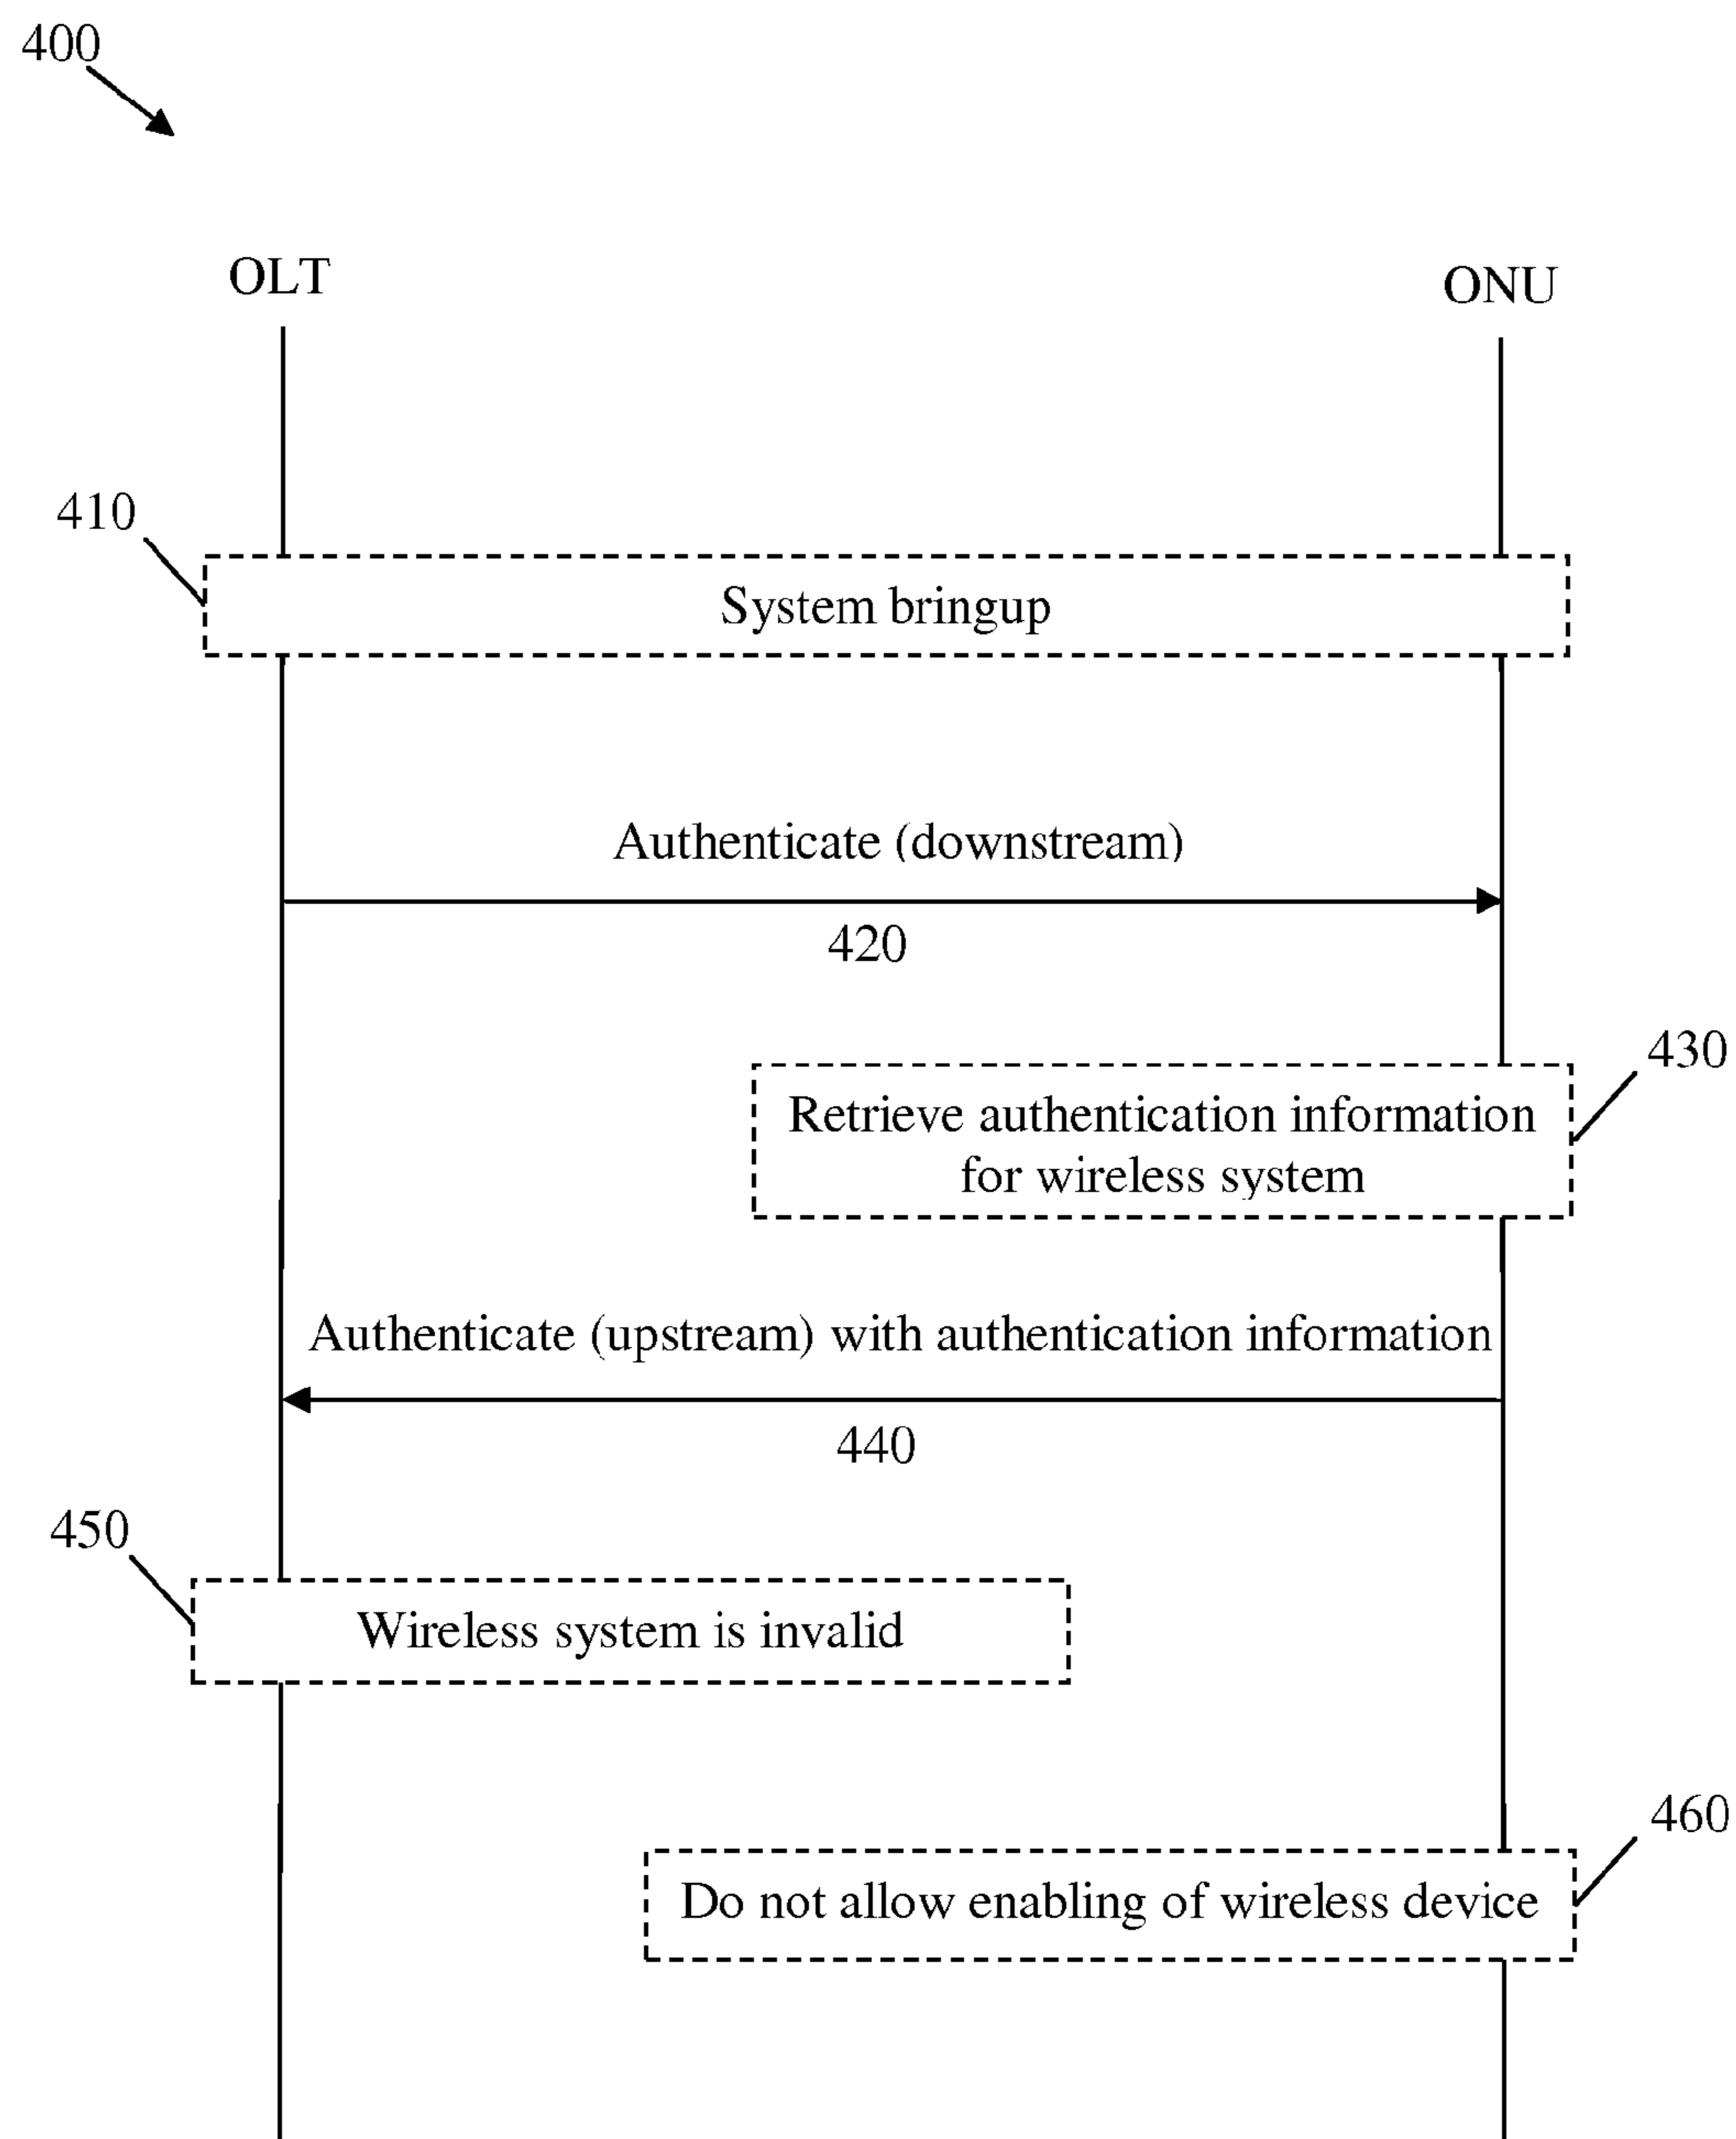 400
OLT
ONU
410
System bringup
Authenticate (downstream)
420
430
Retrieve authentication information
for wireless system
Authenticate (upstream) with authentication information
440
450
Wireless system is invalid
460
Do not allow enabling of wireless device